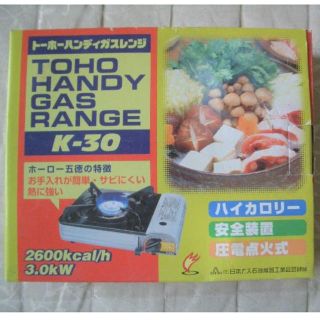 トーホーハンディガスレンジ
TOHO
HANDY
GAS
RANGE
K-30
ホーロー五徳の特徴
お手入れが簡単・サビにくい
熱に強い
ハイカロリー
安全装置
圧電点火式
2600kcal/h
3.0kW